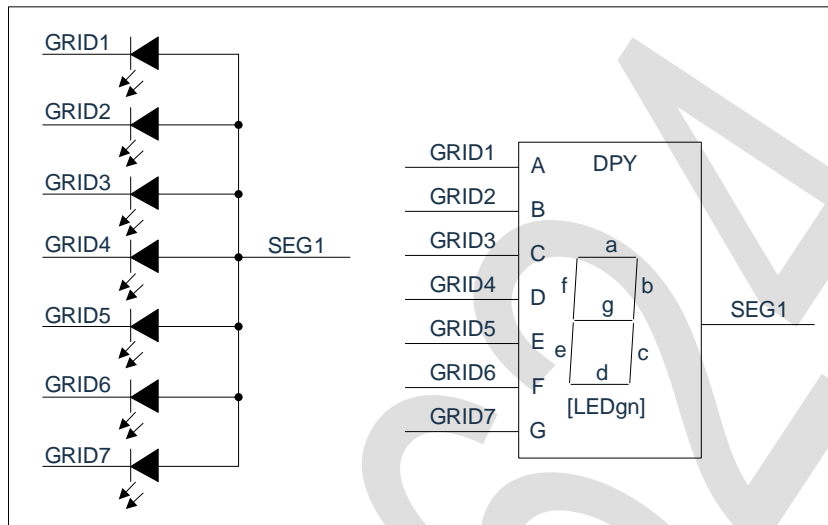 GRID1
GRID2
GRID3
GRID4
GRID5
GRID6
GRID7
SEG1
GRID1
GRID2
GRID3
GRID4
GRID5
GRID6
GRID7
A
B
C
D
E
F
G
DPY
a
f
b
g
e
c
d
[LEDgn]
SEG1